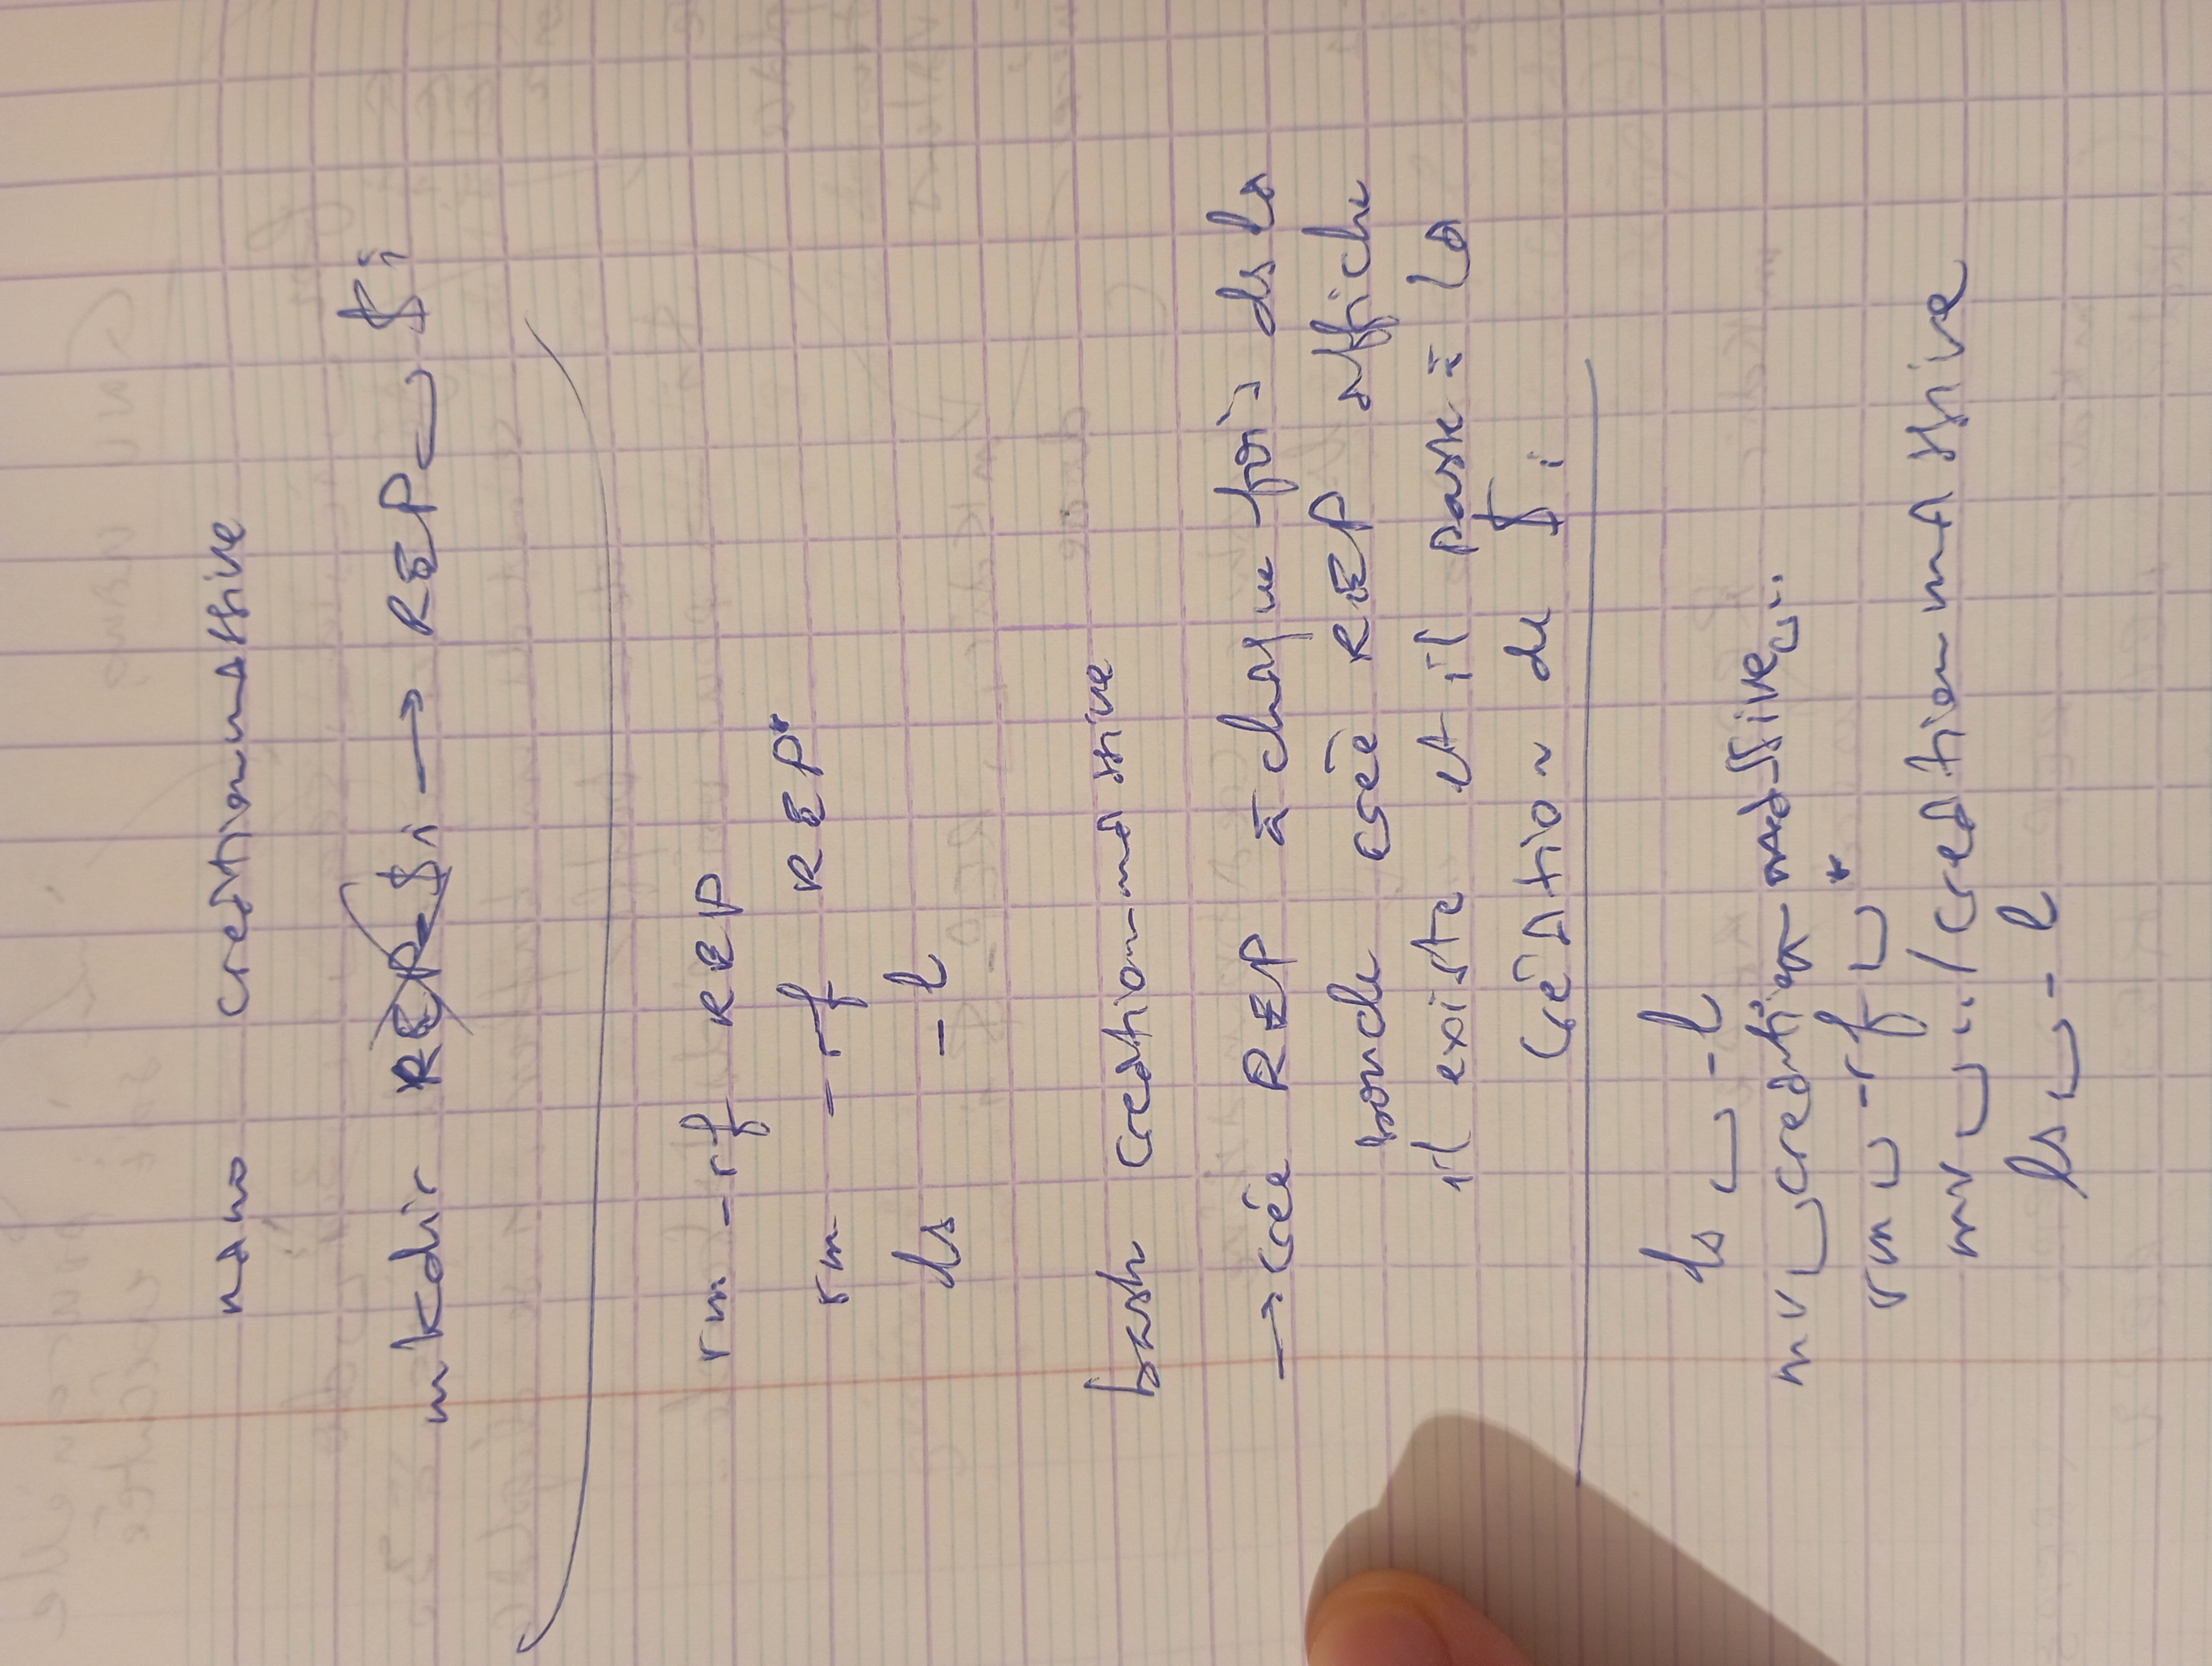 nano creationmassive
mkdir REP-$i → REP␣$i
rm -rf REP
rm -rf REP*
ls -l
bash creationmassive
→ crée REP à chaque fois ds la
boucle créé REP affiche
il existe et il passe à la
création de $i
ls␣-l
mv␣creationmassive␣..
rm␣-rf␣*
mv␣../creationmassive
ls␣-l